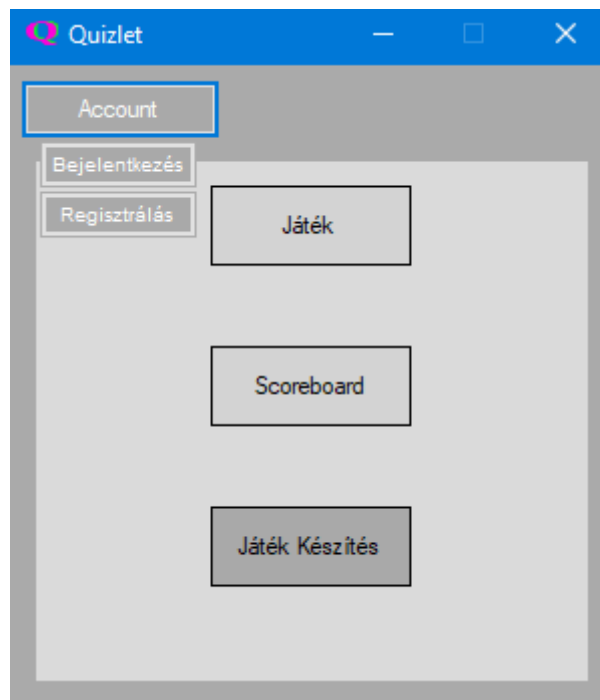 Quizlet
Account
Bejelentkezés
Regisztrálás
Játék
Scoreboard
Játék Készítés